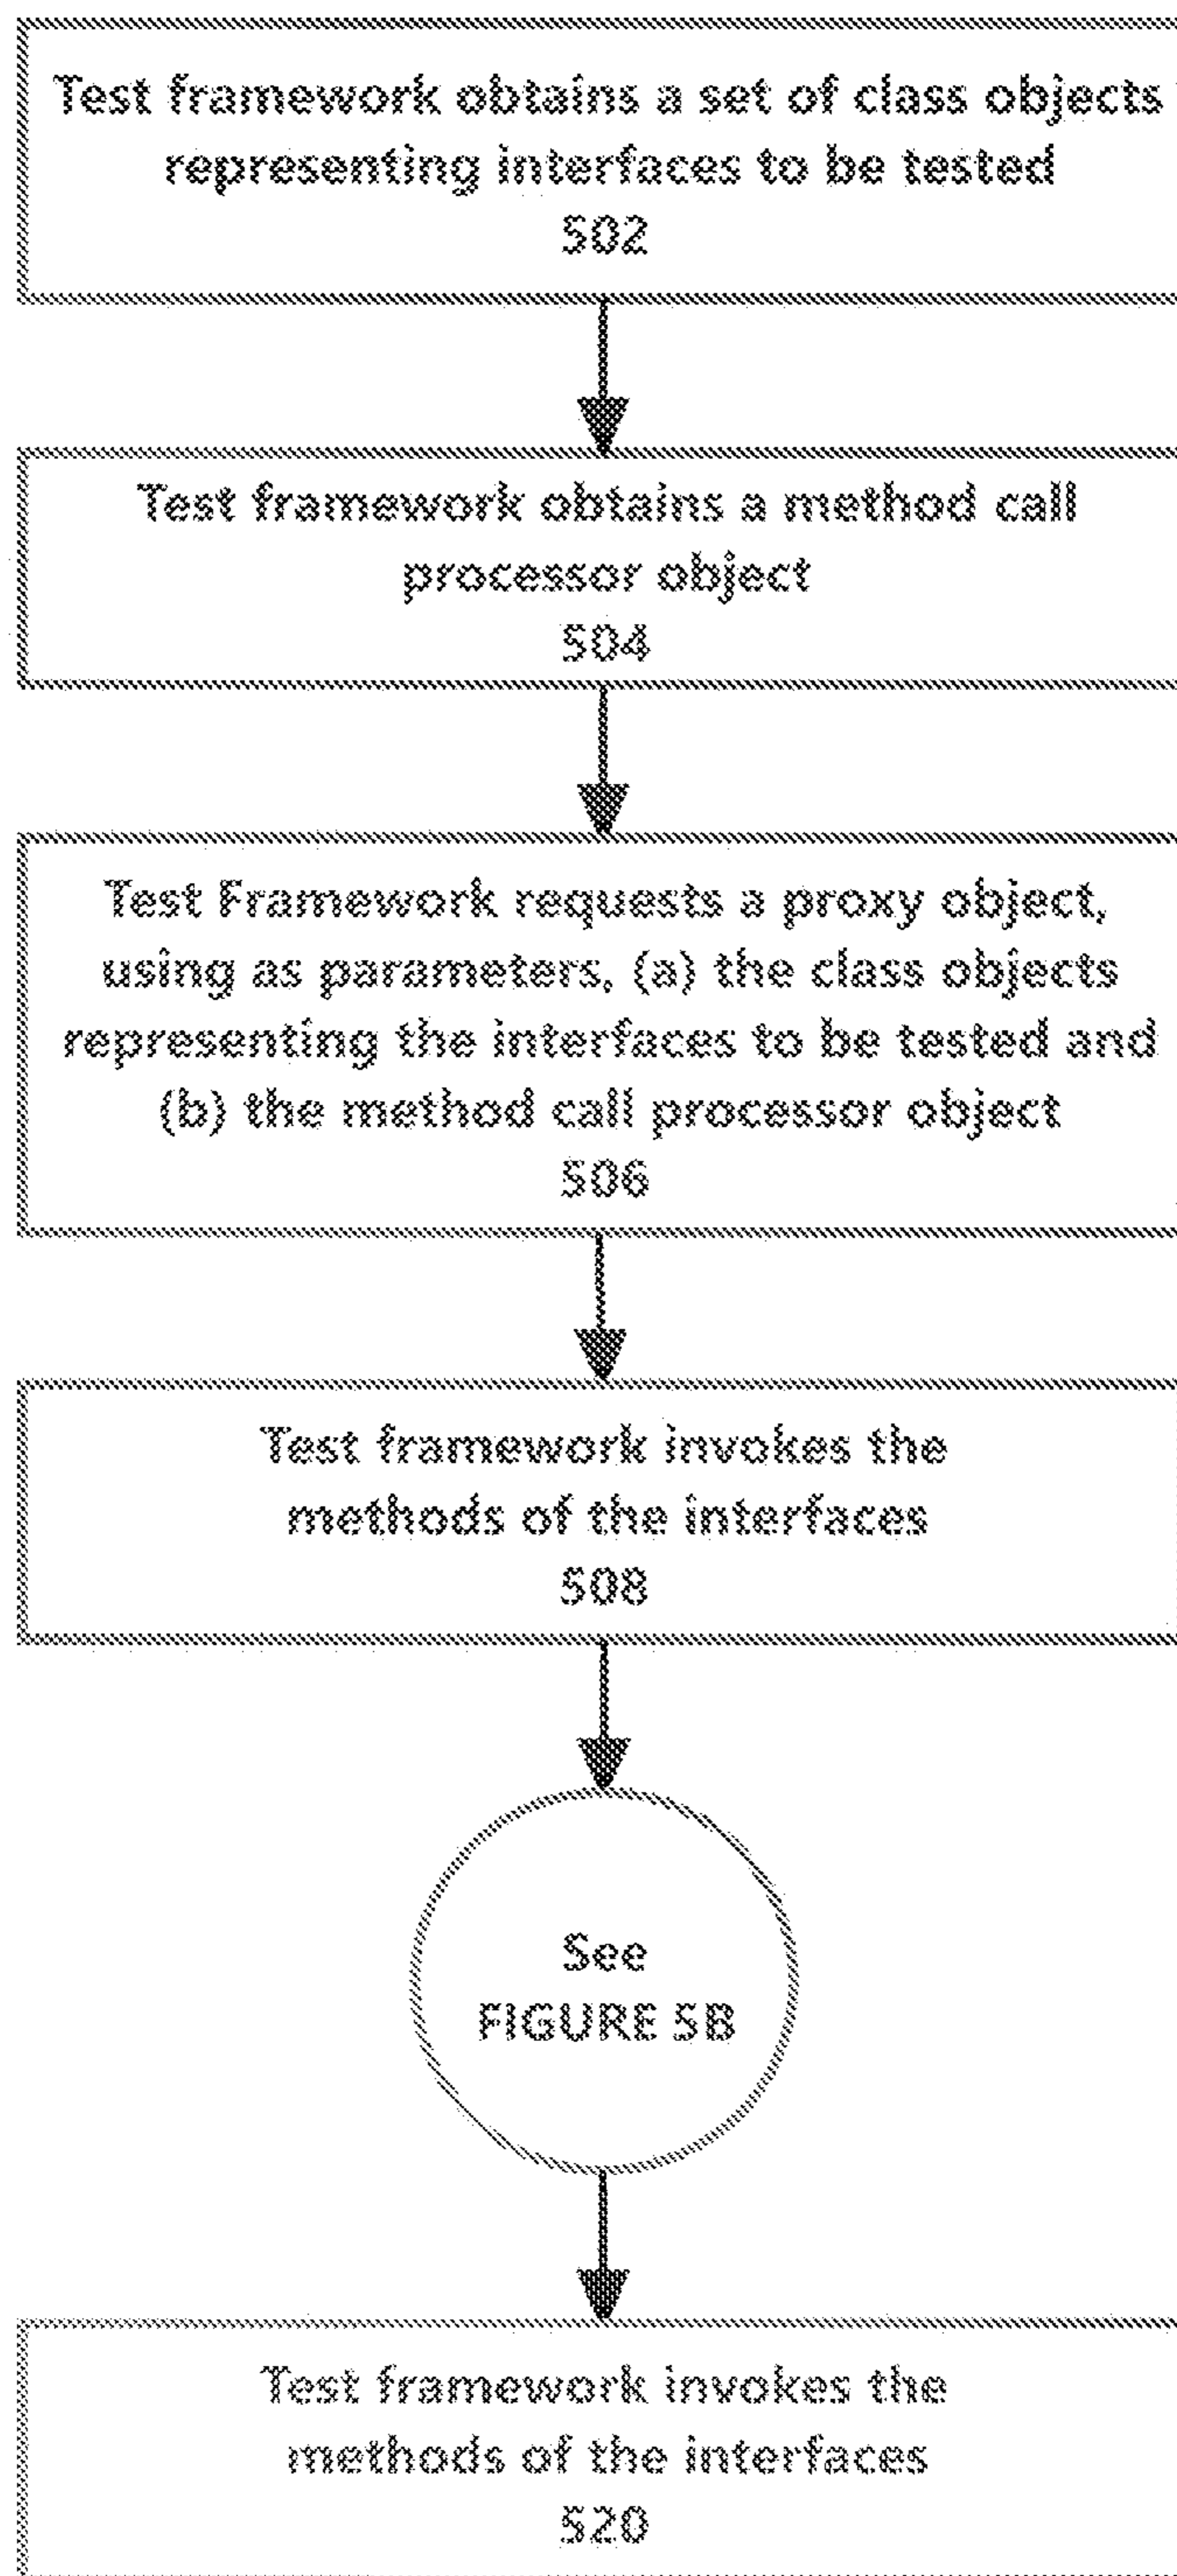 Test framework obtains a set of class objects
representing interfaces to be tested
502
Test framework obtains a method call
processor object
504
Test Framework requests a proxy object,
using as parameters, (a) the class objects
representing the interfaces to be tested and
(b) the method call processor object
506
Test framework invokes the
methods of the interfaces
508
See
FIGURE 5B
Test framework invokes the
methods of the interfaces
520